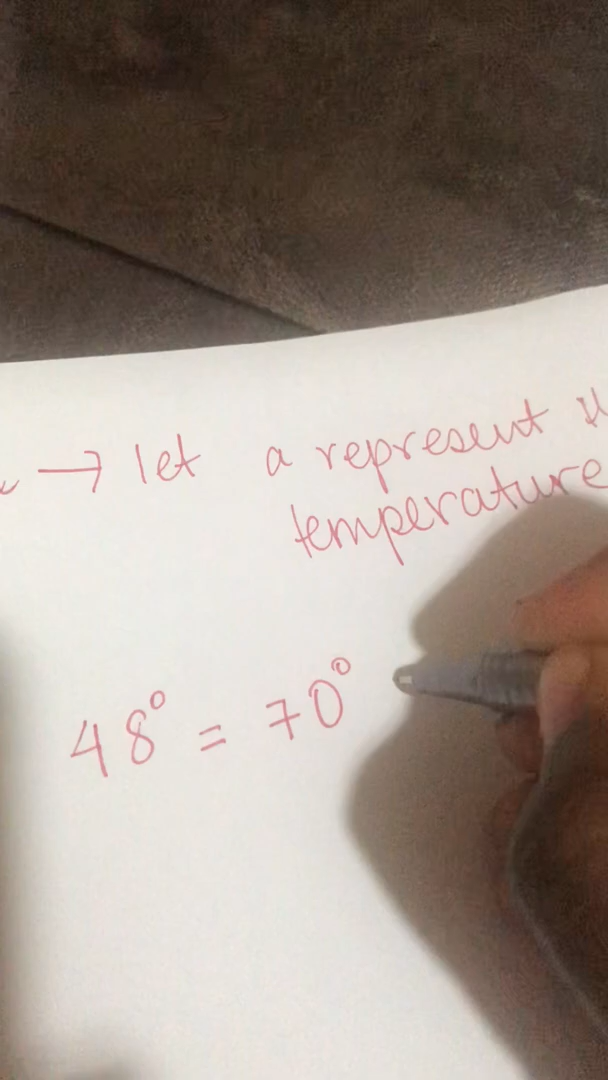 → let a represent
temperature
48° = 70°